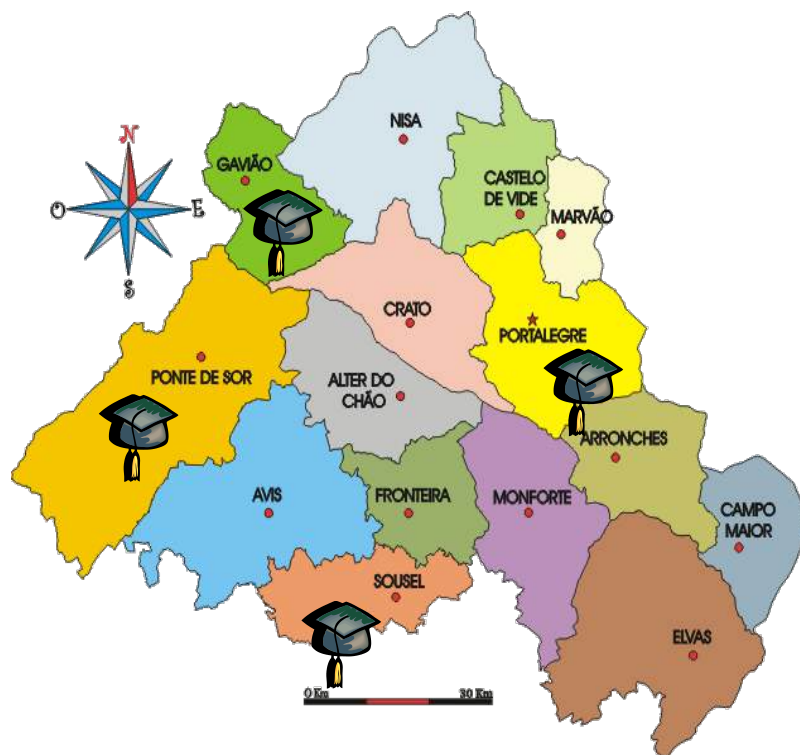 N
NISA
GAVIÃO
CASTELO
DE VIDE
O
E
MARVÃO
S
CRATO
PORTALEGRE
PONTE DE SOR
ALTER DO
CHÃO
ARRONCHES
AVIS
FRONTEIRA
MONFORTE
CAMPO
MAIOR
SOUSEL
ELVAS
0 Km
30 Km